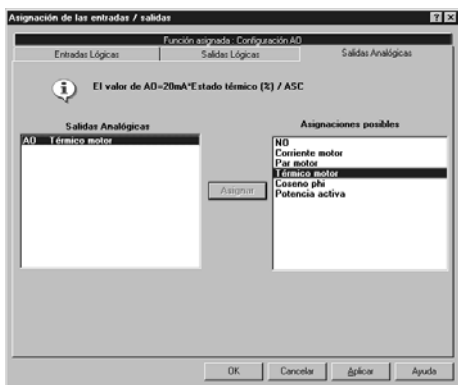 Asignación de las entradas / salidas
Función asignada : Configuración AO
Entradas Lógicas
Salidas Lógicas
Salidas Analógicas
El valor de AO=20mA*Estado térmico (%) / ASC
Salidas Analógicas
AO Térmico motor
Asignar
Asignaciones posibles
NO
Corriente motor
Par motor
Térmico motor
Coseno phi
Potencia activa
OK
Cancelar
Aplicar
Ayuda